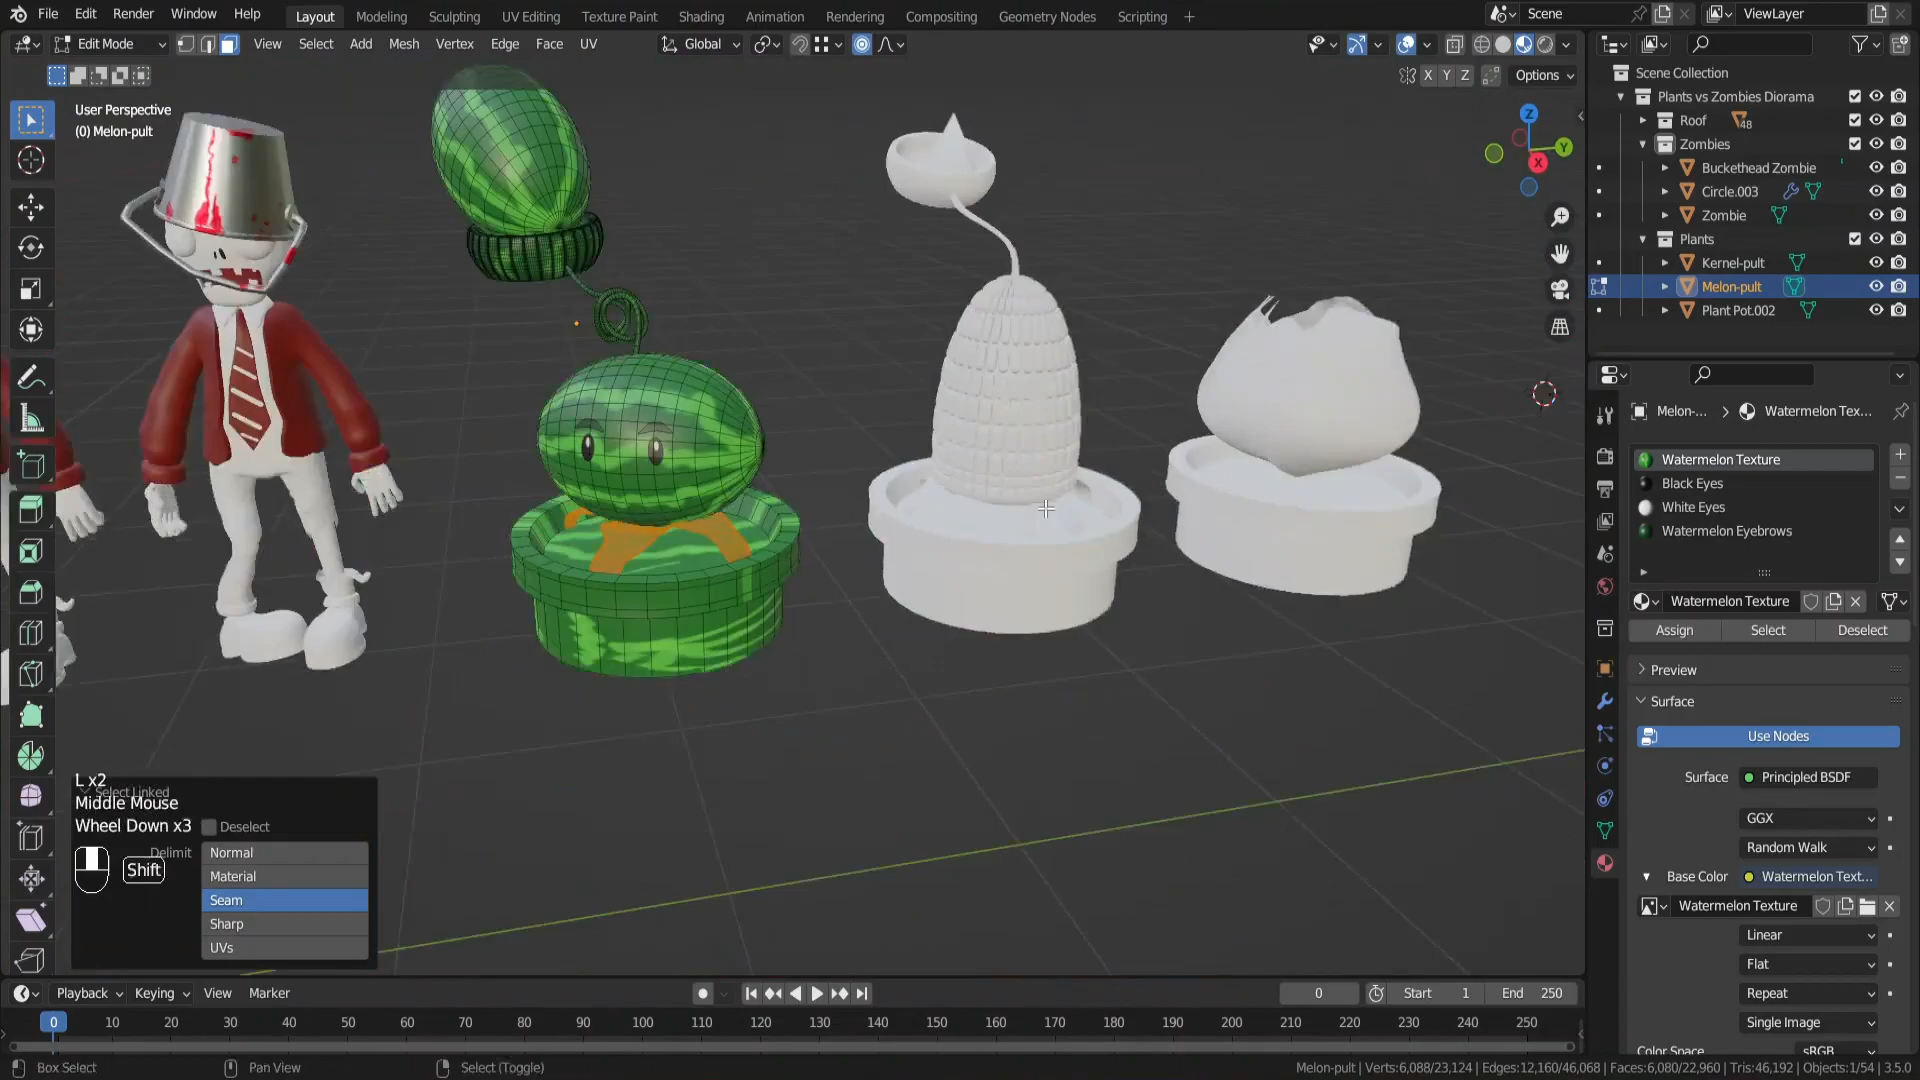 File Edit Render Window Help Layout Modeling Sculpting UV Editing Texture Paint Shading Animation Rendering Compositing Geometry Nodes Scripting + Scene ViewLayer
Edit Mode View Select Add Mesh Vertex Edge Face UV Global
X Y Z Options
User Perspective
(0) Melon-pult
Z
Y
X
Scene Collection
Plants vs Zombies Diorama
Roof 48
Zombies
Buckethead Zombie
Circle.003
Zombie
Plants
Kernel-pult
Melon-pult
Plant Pot.002
Melon-... > Watermelon Tex...
Watermelon Texture
Black Eyes
White Eyes
Watermelon Eyebrows
Watermelon Texture
Assign Select Deselect
Preview
Surface
Use Nodes
Surface Principled BSDF
GGX
Random Walk
Base Color Watermelon Text...
Watermelon Texture
Linear
Flat
Repeat
Single Image
Color Space sRGB
L x2
Select Linked
Middle Mouse
Wheel Down x3 Deselect
Delimit Normal
Shift
Material
Seam
Sharp
UVs
Playback Keying View Marker 0 Start 1 End 250
0 10 20 30 40 50 60 70 80 90 100 110 120 130 140 150 160 170 180 190 200 210 220 230 240 250
Box Select Pan View Select (Toggle) Melon-pult | Verts:6,088/23,124 | Edges:12,160/46,068 | Faces:6,080/22,960 | Tris:46,192 | Objects:1/54 | 3.5.0